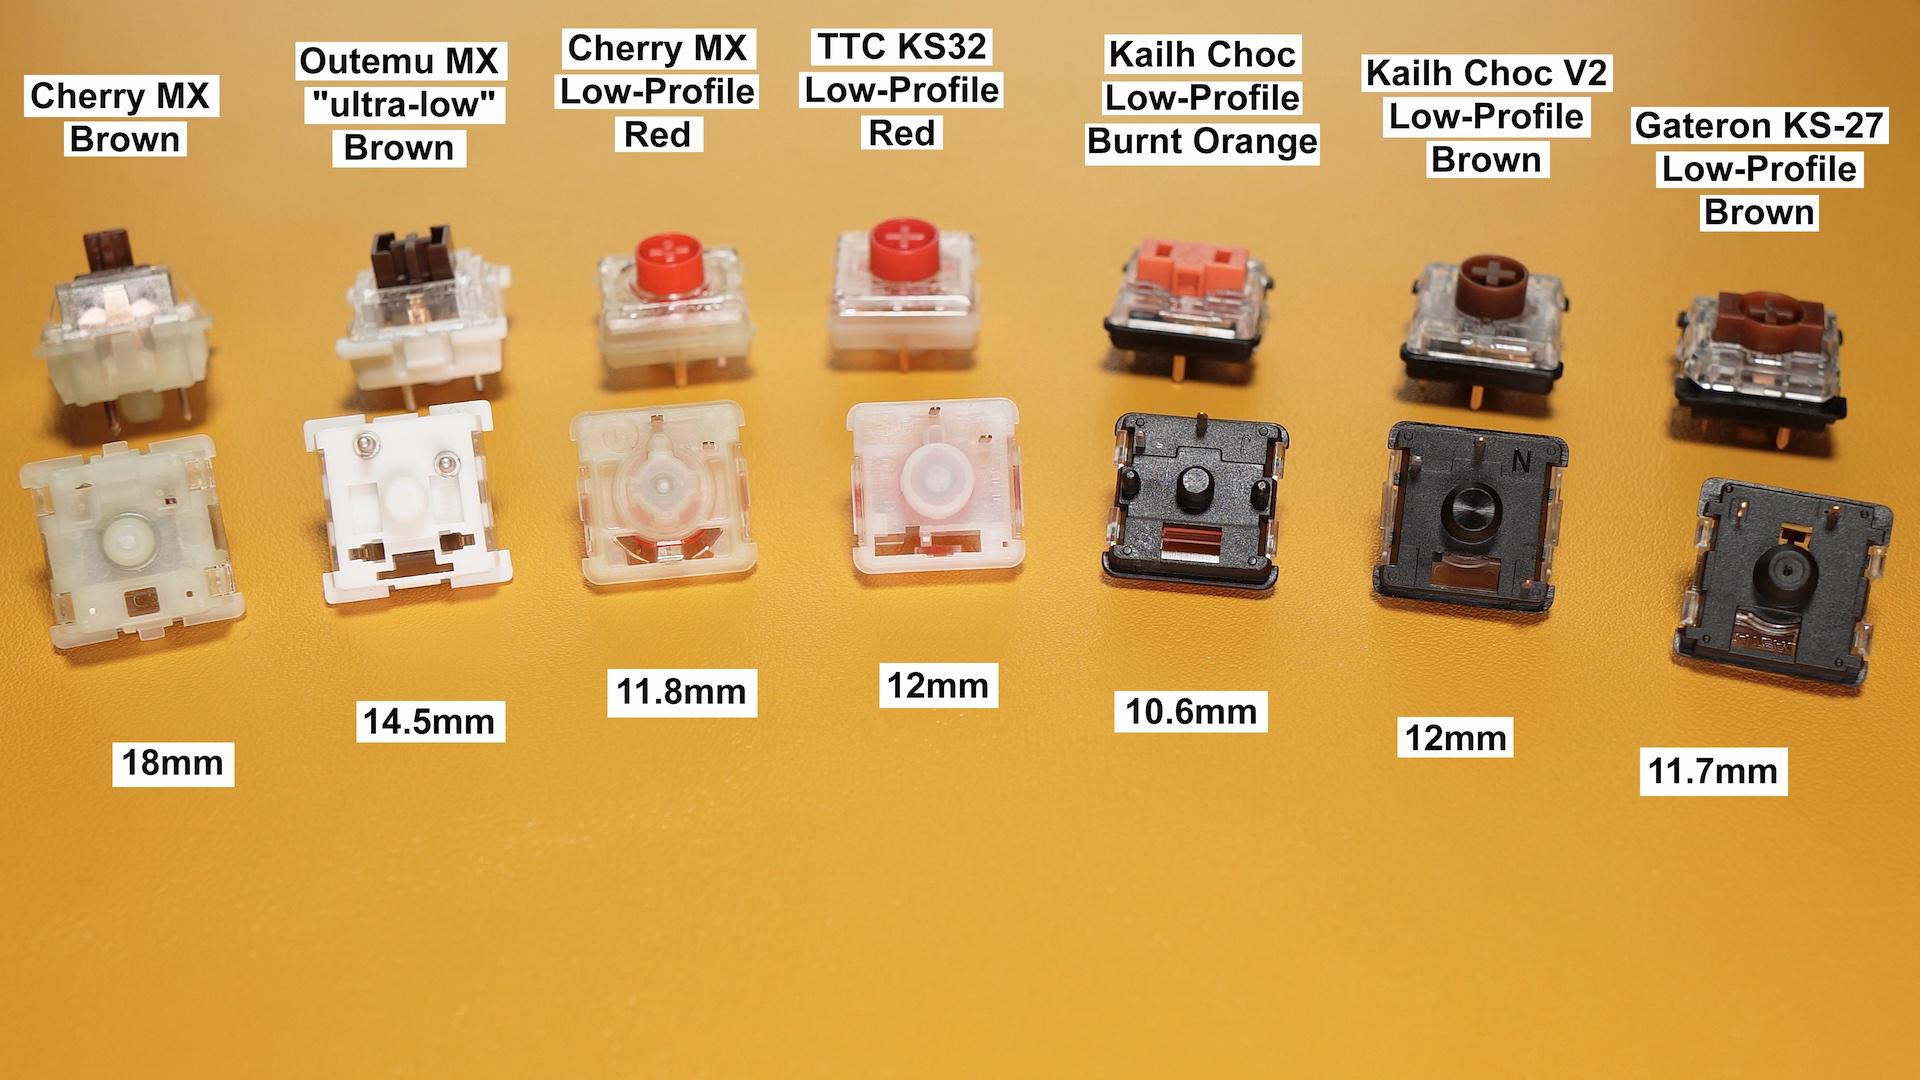 Cherry MX
Brown
Outemu MX
"ultra-low"
Brown
Cherry MX
Low-Profile
Red
TTC KS32
Low-Profile
Red
Kailh Choc
Low-Profile
Burnt Orange
Kailh Choc V2
Low-Profile
Brown
Gateron KS-27
Low-Profile
Brown
N
18mm
14.5mm
11.8mm
12mm
10.6mm
12mm
11.7mm